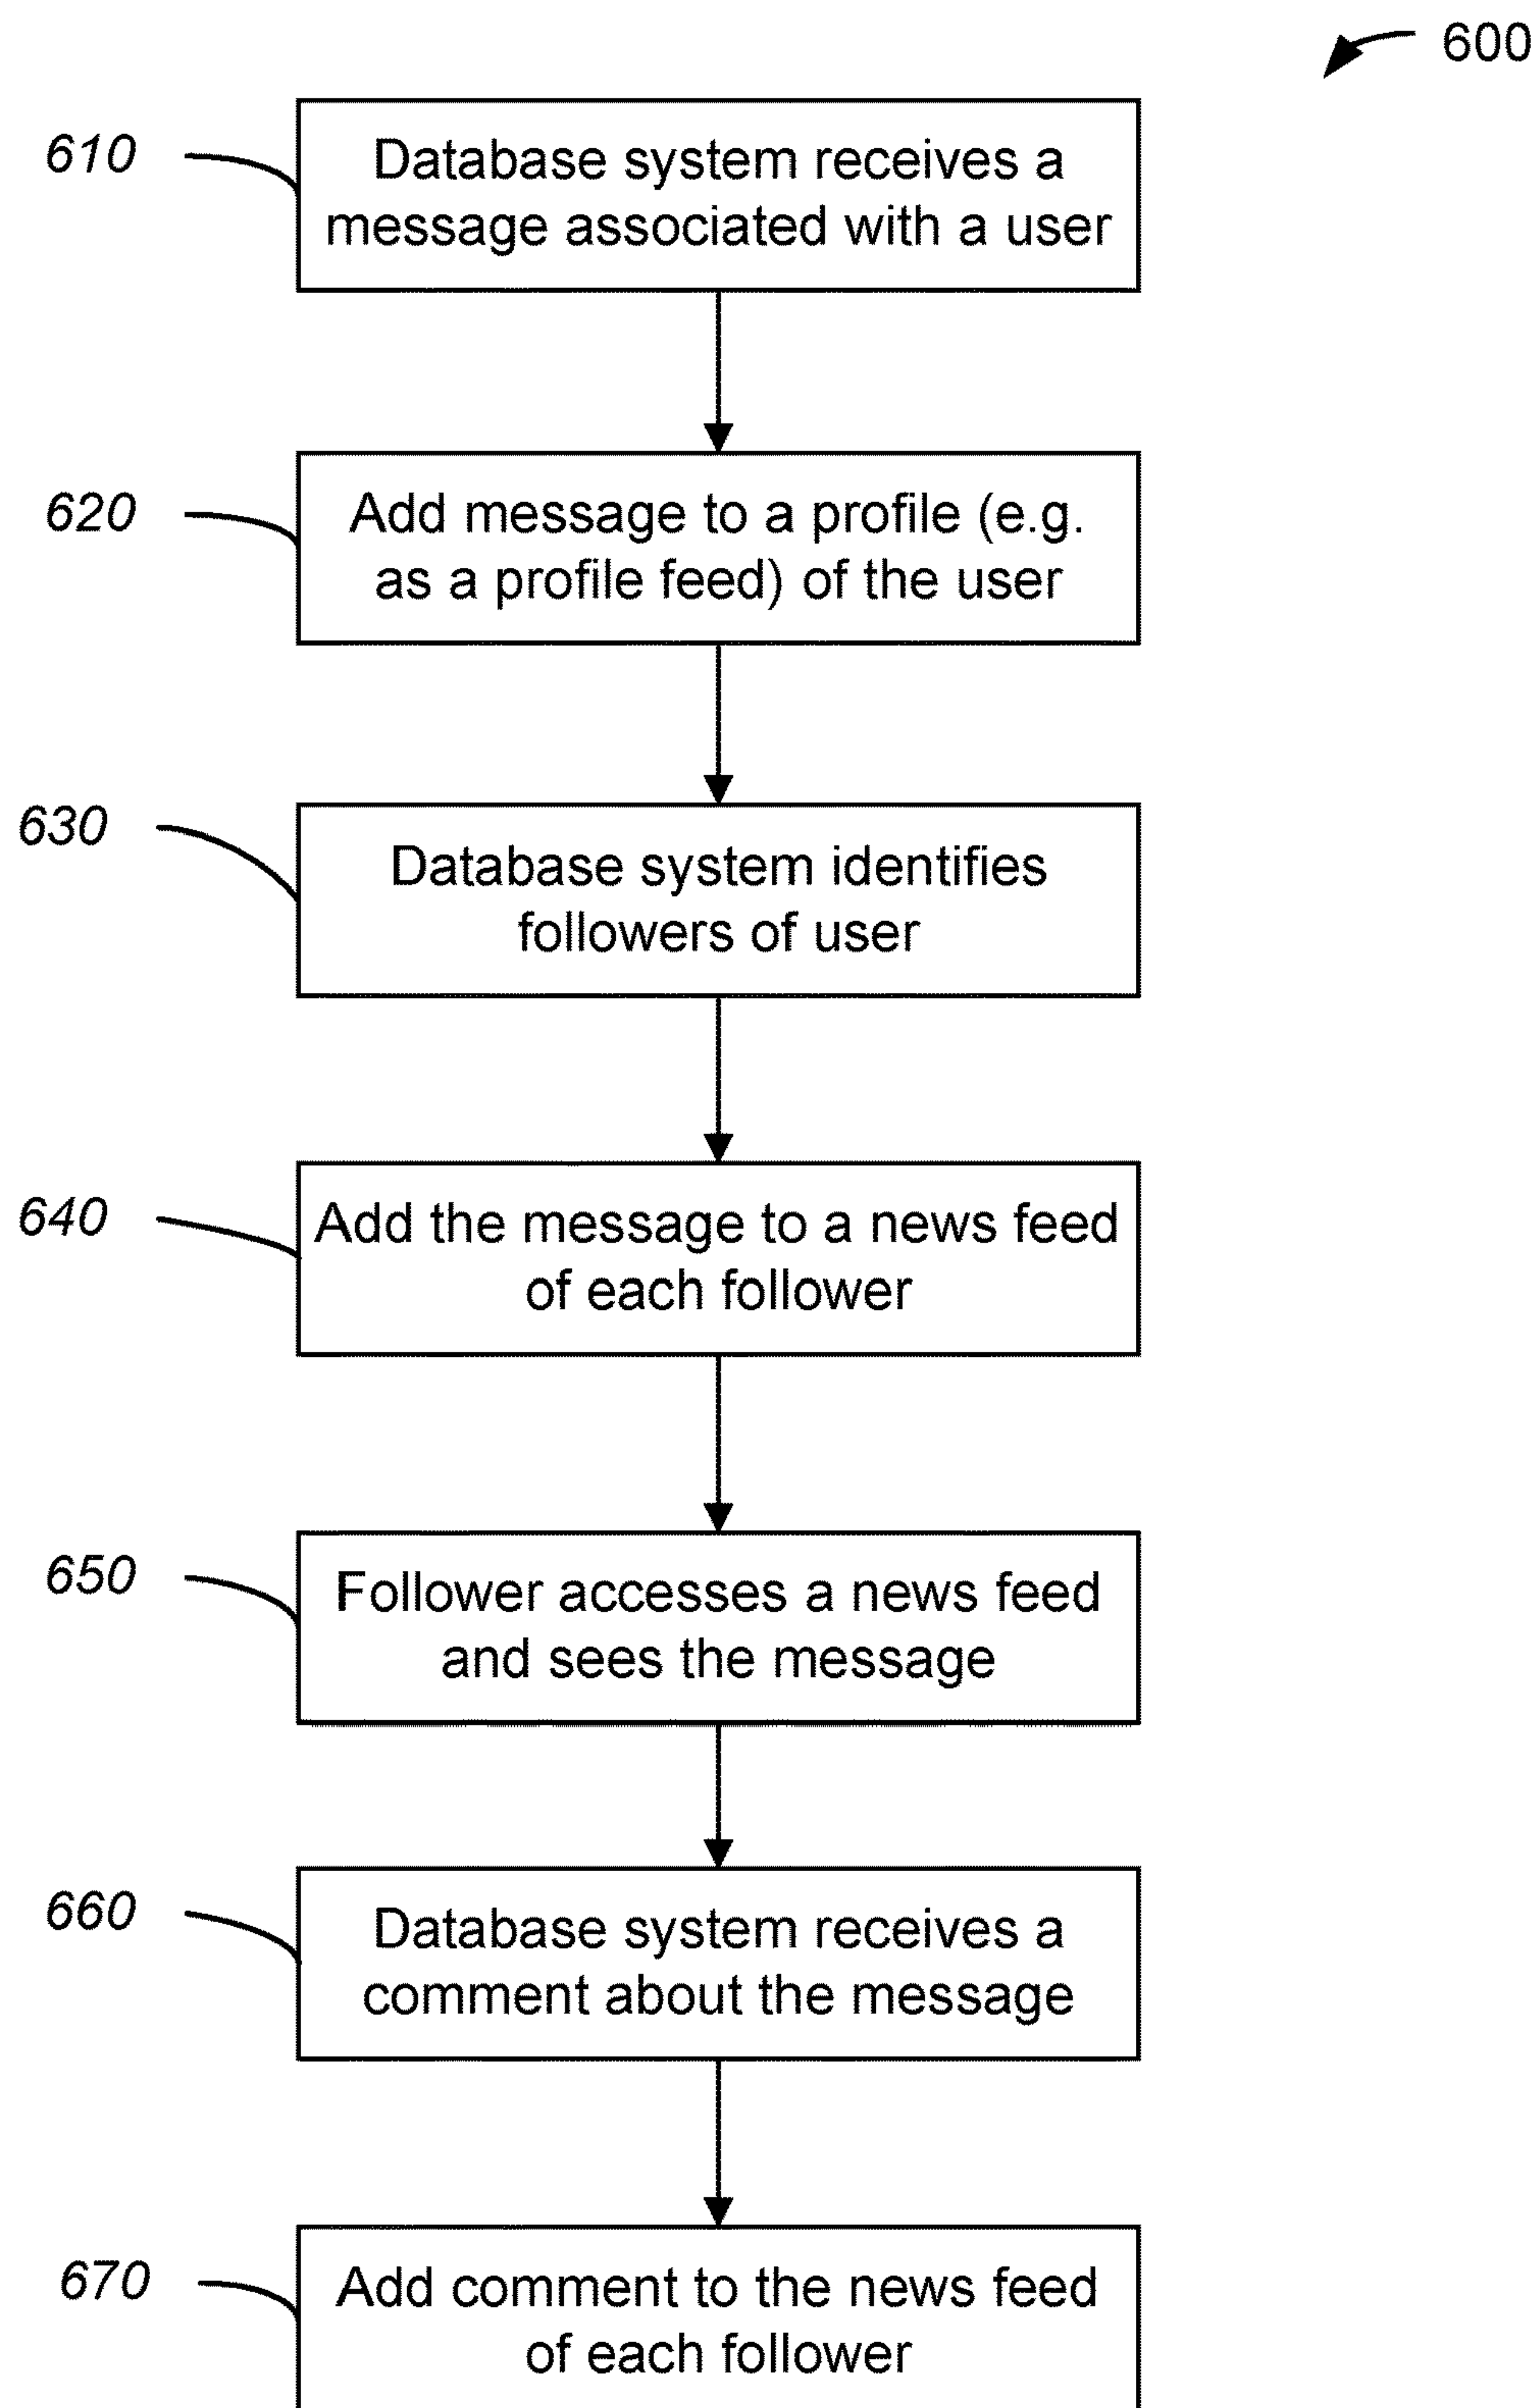 600
610
Database system receives a
message associated with a user
620
Add message to a profile (e.g.
as a profile feed) of the user
630
Database system identifies
followers of user
640
Add the message to a news feed
of each follower
650
Follower accesses a news feed
and sees the message
660
Database system receives a
comment about the message
670
Add comment to the news feed
of each follower